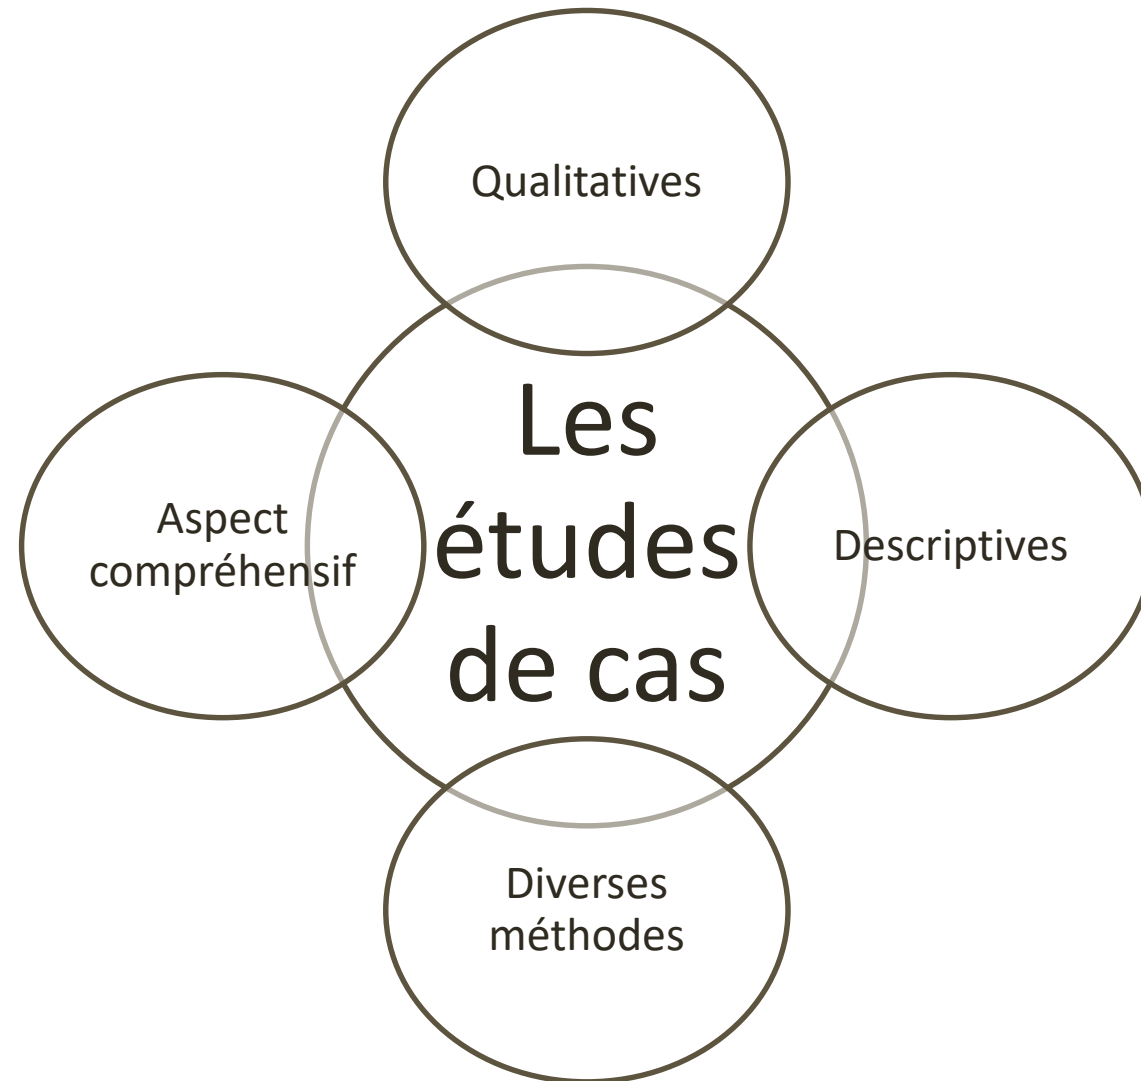 Qualitatives
Les
études
de cas
Aspect
compréhensif
Descriptives
Diverses
méthodes